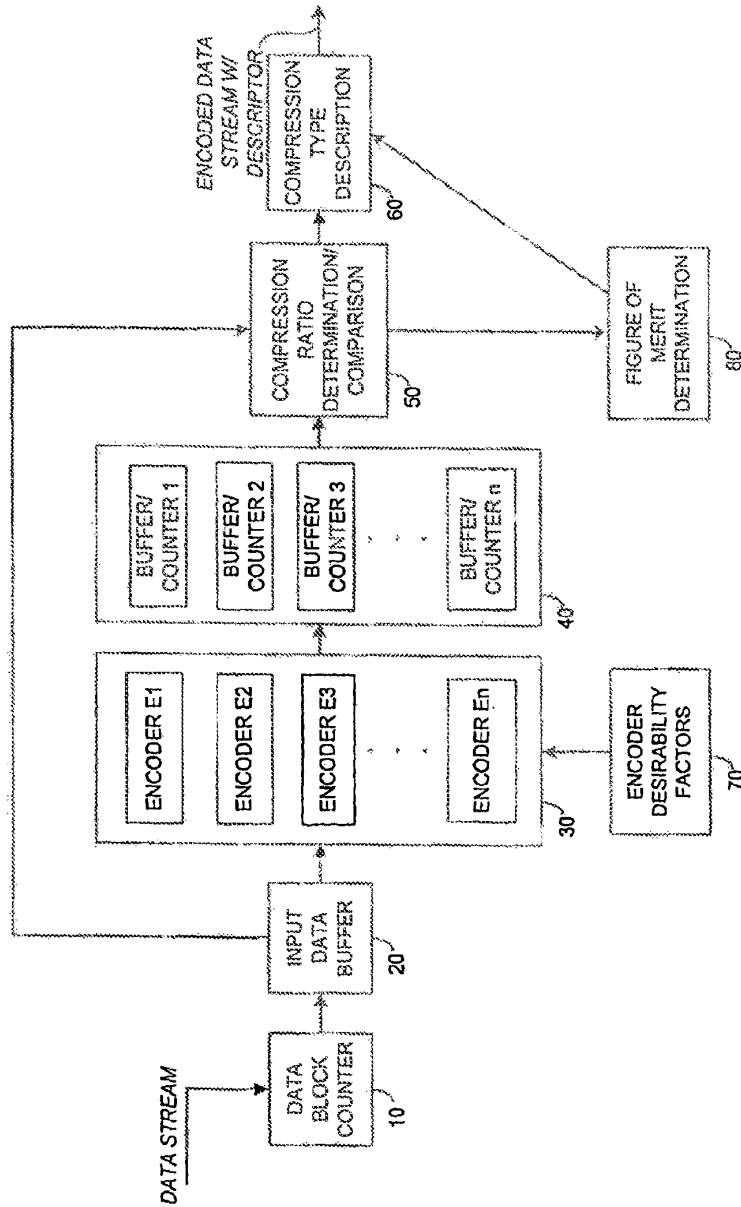 DATA STREAM
DATA
BLOCK
COUNTER
10
INPUT
DATA
BUFFER
20
ENCODER E1
ENCODER E2
ENCODER E3
. . .
ENCODER En
30
ENCODER
DESIRABILITY
FACTORS
70
BUFFER/
COUNTER 1
BUFFER/
COUNTER 2
BUFFER/
COUNTER 3
. . .
BUFFER/
COUNTER n
40
COMPRESSION
RATIO
DETERMINATION/
COMPARISON
50
FIGURE OF
MERIT
DETERMINATION
80
ENCODED DATA
STREAM W/
DESCRIPTOR
COMPRESSION
TYPE
DESCRIPTION
60